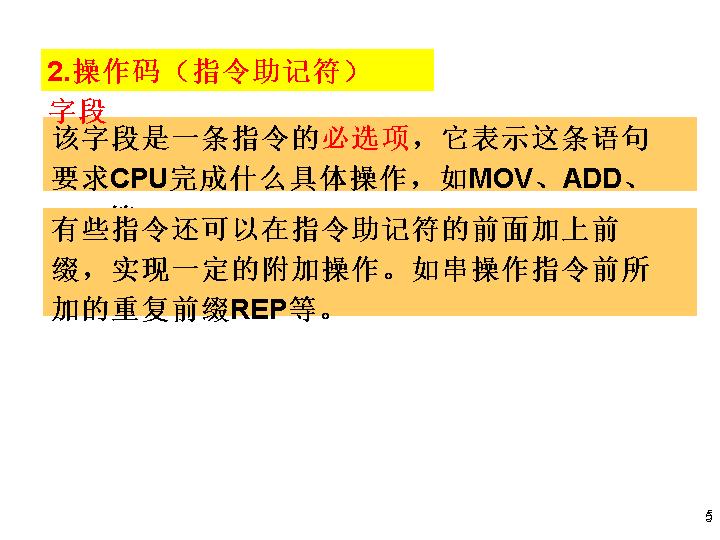 2.操作码（指令助记符）
字段
该字段是一条指令的必选项，它表示这条语句
要求CPU完成什么具体操作，如MOV、ADD、
有些指令还可以在指令助记符的前面加上前
缀，实现一定的附加操作。如串操作指令前所
加的重复前缀REP等。
5